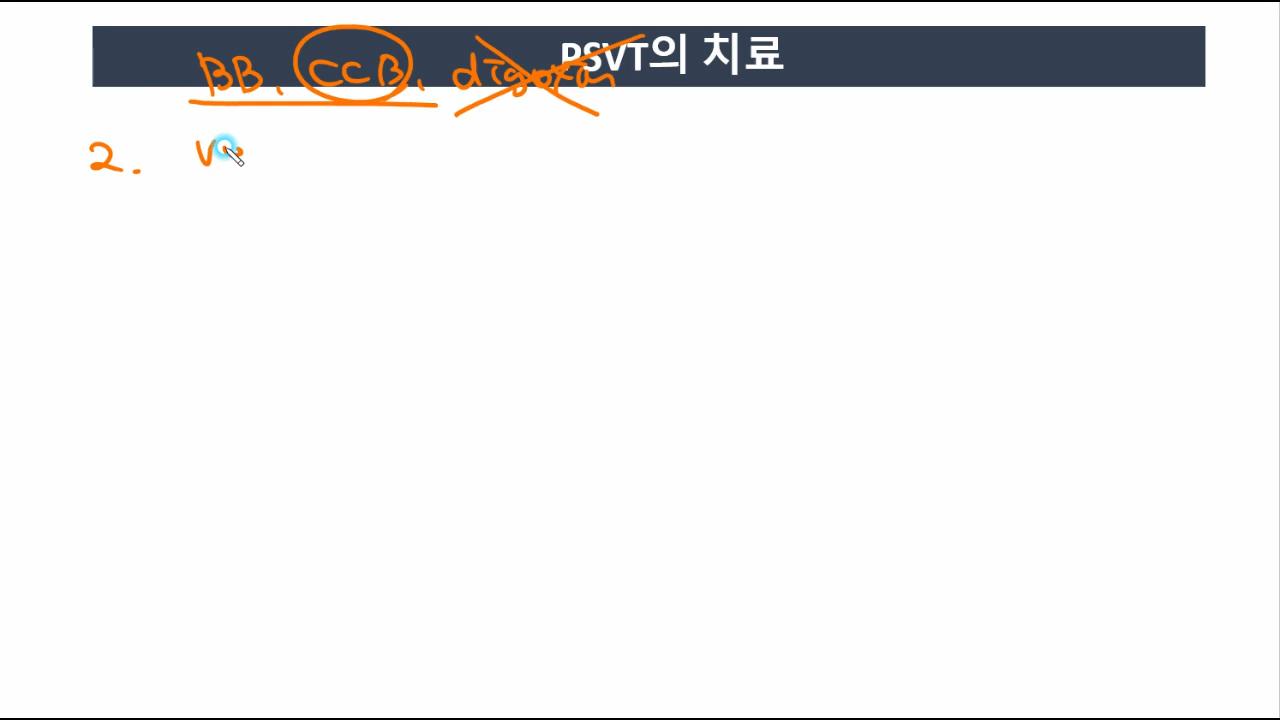 PSVT의 치료
BB, CCB, digoxin
2.